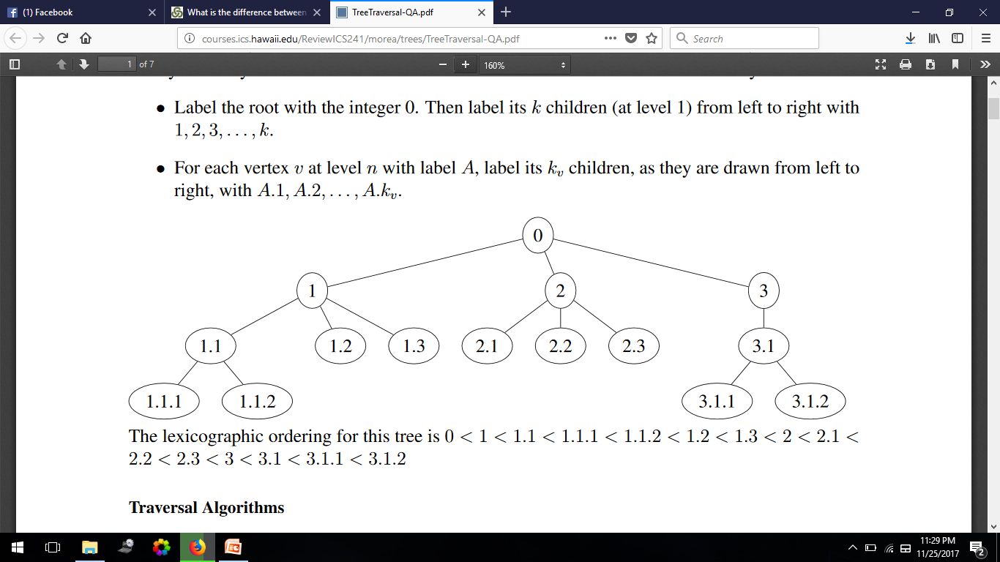 (1) Facebook
What is the difference between
TreeTraversal-QA.pdf
courses.ics.hawaii.edu/ReviewICS241/morea/trees/TreeTraversal-QA.pdf
Search
1 of 7
160%
• Label the root with the integer 0. Then label its k children (at level 1) from left to right with
1, 2, 3, . . . , k.
• For each vertex v at level n with label A, label its kᵥ children, as they are drawn from left to
right, with A.1, A.2, . . . , A.kᵥ.
0
1 2 3
1.1 1.2 1.3 2.1 2.2 2.3 3.1
1.1.1 1.1.2 3.1.1 3.1.2
The lexicographic ordering for this tree is 0 < 1 < 1.1 < 1.1.1 < 1.1.2 < 1.2 < 1.3 < 2 < 2.1 <
2.2 < 2.3 < 3 < 3.1 < 3.1.1 < 3.1.2
Traversal Algorithms
11:29 PM
11/25/2017
2